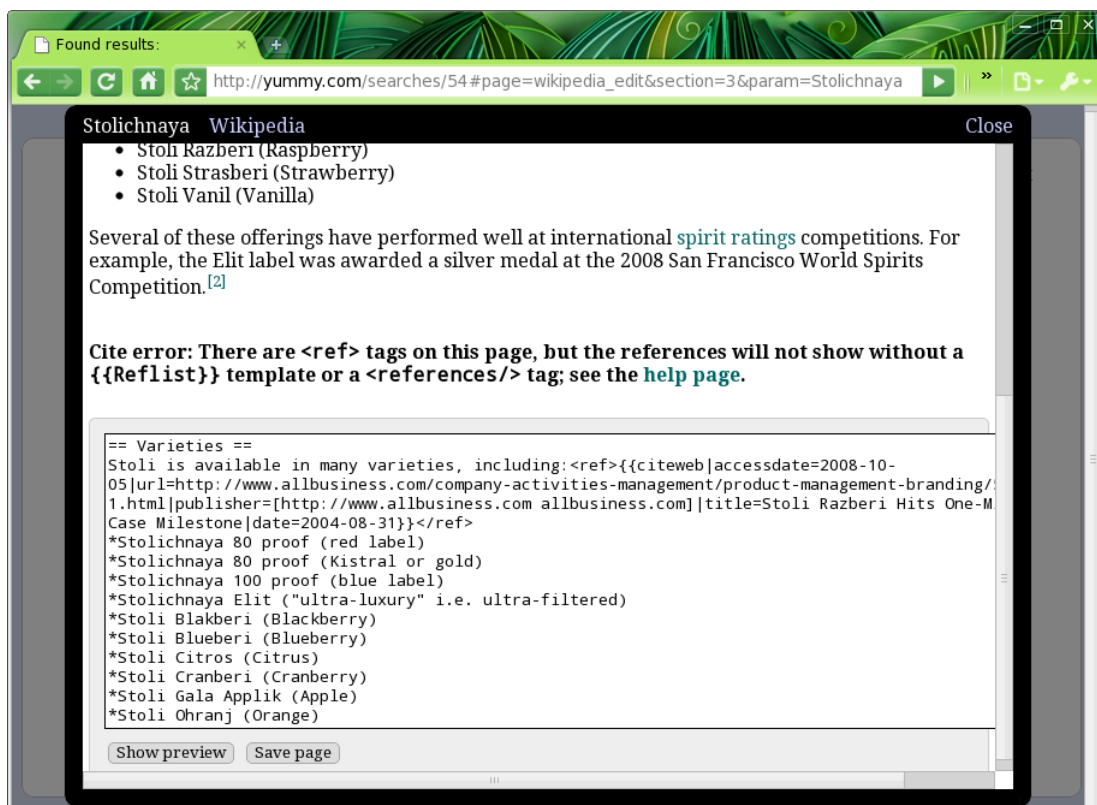 Found results:
http://yummy.com/searches/54#page=wikipedia_edit&section=3&param=Stolichnaya
Stolichnaya Wikipedia Close
• Stoli Razberi (Raspberry)
• Stoli Strasberi (Strawberry)
• Stoli Vanil (Vanilla)
Several of these offerings have performed well at international spirit ratings competitions. For
example, the Elit label was awarded a silver medal at the 2008 San Francisco World Spirits
Competition.[2]
Cite error: There are <ref> tags on this page, but the references will not show without a
{{Reflist}} template or a <references/> tag; see the help page.
== Varieties ==
Stoli is available in many varieties, including:<ref>{{citeweb|accessdate=2008-10-
05|url=http://www.allbusiness.com/company-activities-management/product-management-branding/
1.html|publisher=[http://www.allbusiness.com allbusiness.com]|title=Stoli Razberi Hits One-M
Case Milestone|date=2004-08-31}}</ref>
*Stolichnaya 80 proof (red label)
*Stolichnaya 80 proof (Kistral or gold)
*Stolichnaya 100 proof (blue label)
*Stolichnaya Elit ("ultra-luxury" i.e. ultra-filtered)
*Stoli Blakberi (Blackberry)
*Stoli Blueberi (Blueberry)
*Stoli Citros (Citrus)
*Stoli Cranberi (Cranberry)
*Stoli Gala Applik (Apple)
*Stoli Ohranj (Orange)
Show preview Save page